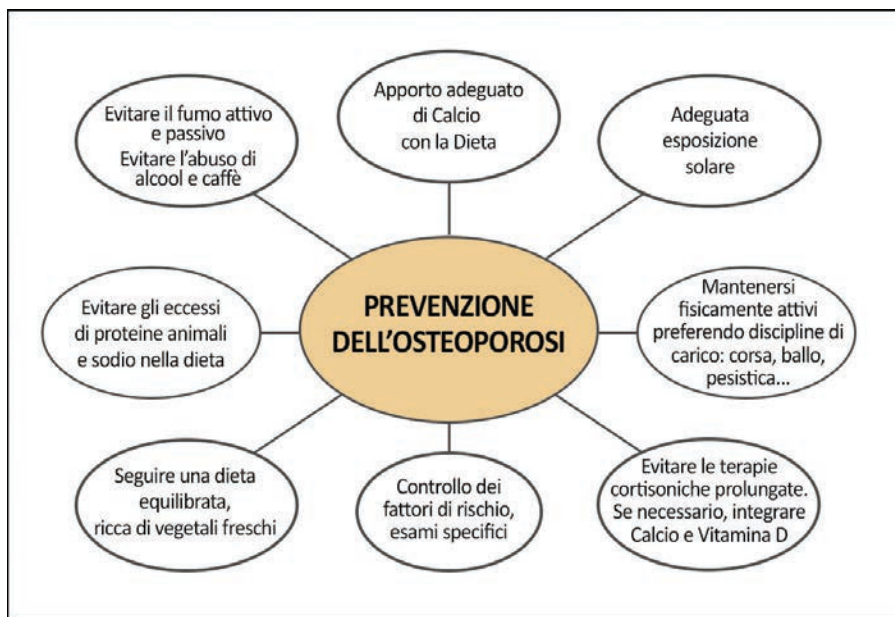 Evitare il fumo attivo
e passivo
Evitare l'abuso di
alcool e caffè
Apporto adeguato
di Calcio
con la Dieta
Adeguata
esposizione
solare
Evitare gli eccessi
di proteine animali
e sodio nella dieta
PREVENZIONE
DELL'OSTEOPOROSI
Mantenersi
fisicamente attivi
preferendo discipline di
carico: corsa, ballo,
pesistica...
Seguire una dieta
equilibrata,
ricca di vegetali freschi
Controllo dei
fattori di rischio,
esami specifici
Evitare le terapie
cortisoniche prolungate.
Se necessario, integrare
Calcio e Vitamina D